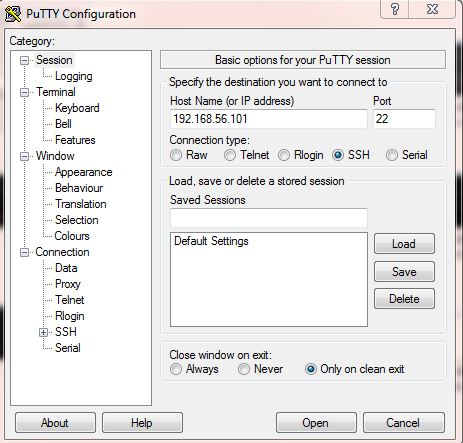 PuTTY Configuration
Category:
Session
Logging
Terminal
Keyboard
Bell
Features
Window
Appearance
Behaviour
Translation
Selection
Colours
Connection
Data
Proxy
Telnet
Rlogin
SSH
Serial
Basic options for your PuTTY session
Specify the destination you want to connect to
Host Name (or IP address) Port
192.168.56.101 22
Connection type:
Raw Telnet Rlogin SSH Serial
Load, save or delete a stored session
Saved Sessions
Default Settings
Load
Save
Delete
Close window on exit:
Always Never Only on clean exit
About Help Open Cancel